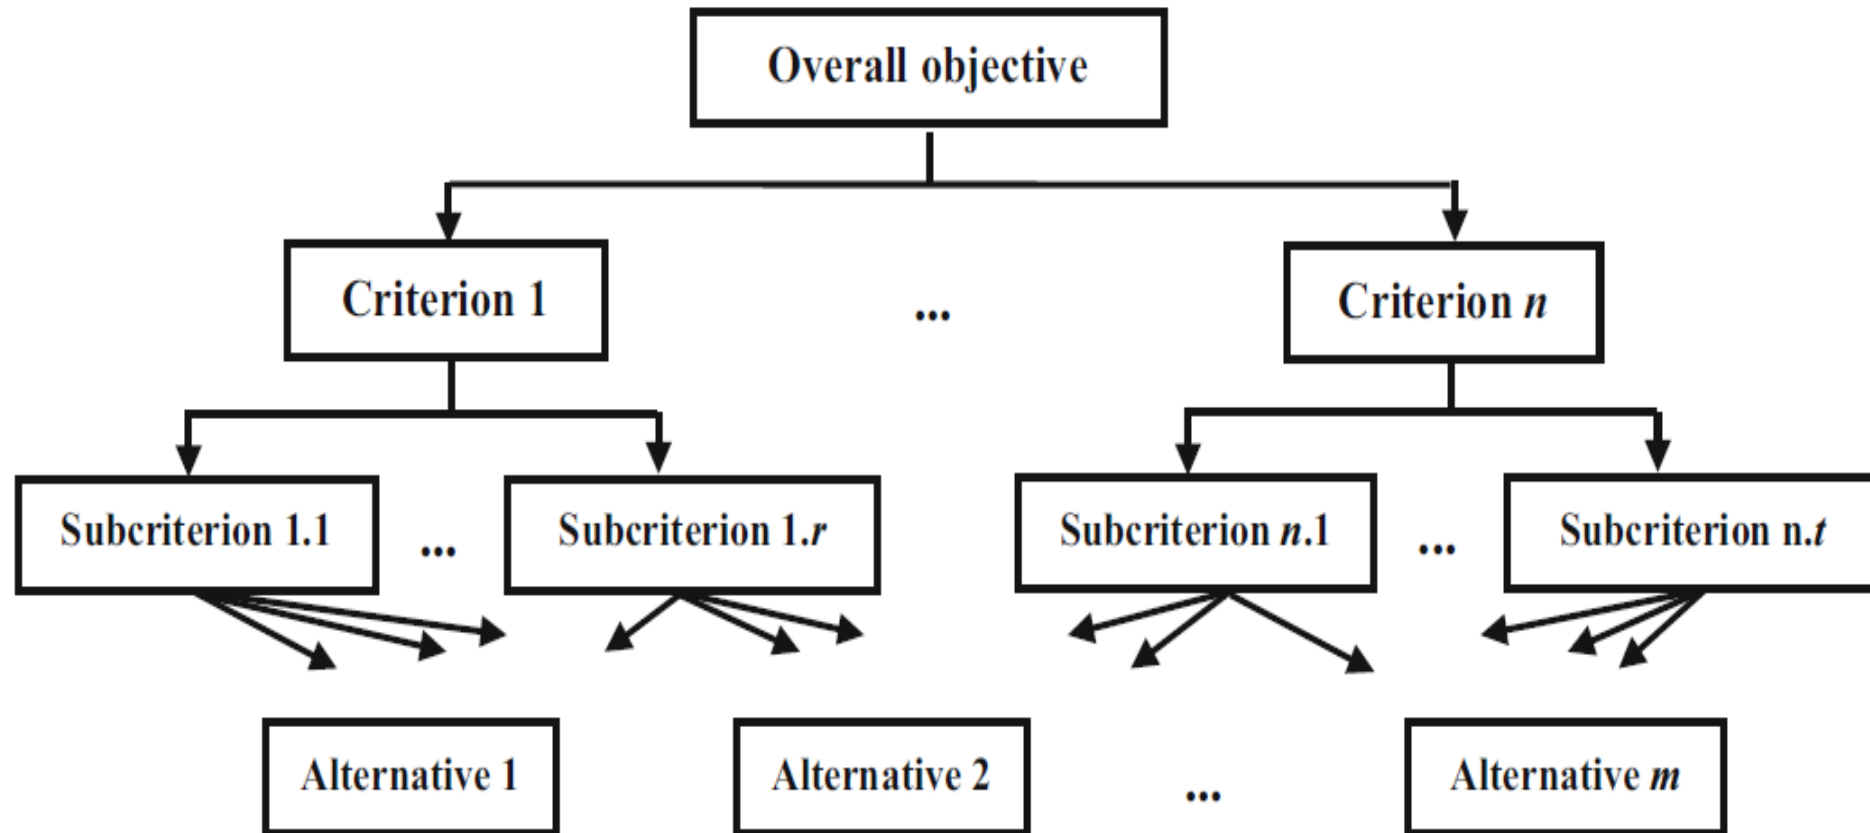 Overall objective
Criterion 1
...
Criterion n
Subcriterion 1.1
...
Subcriterion 1.r
Subcriterion n.1
...
Subcriterion n.t
Alternative 1
Alternative 2
...
Alternative m